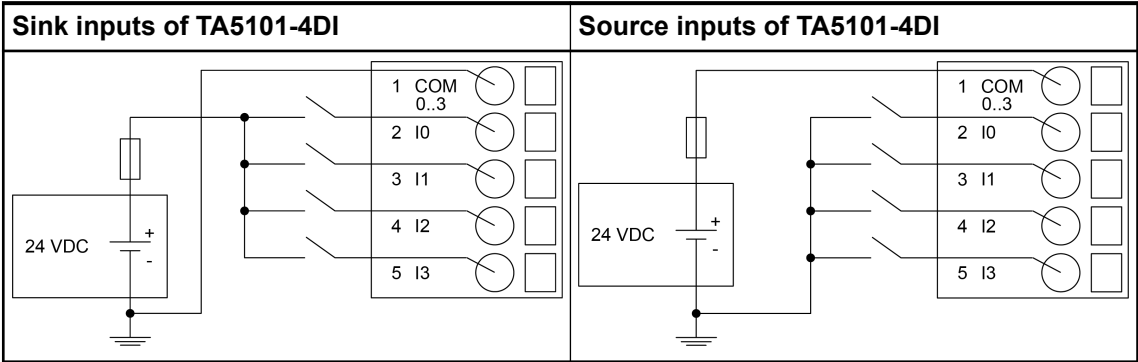 Sink inputs of TA5101-4DI
Source inputs of TA5101-4DI
1 COM
0..3
2 I0
3 I1
4 I2
5 I3
24 VDC
+
-
1 COM
0..3
2 I0
3 I1
4 I2
5 I3
24 VDC
+
-